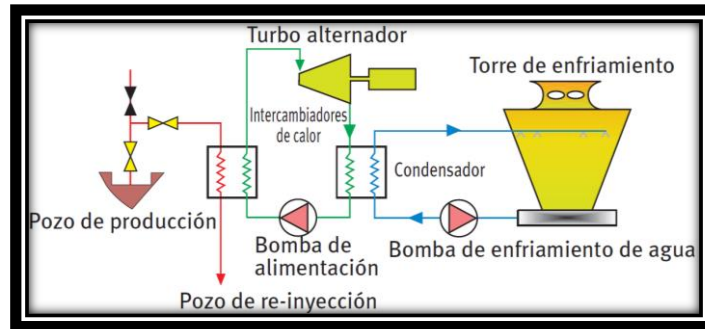 Turbo alternador
Torre de enfriamiento
Intercambiadores
de calor
Condensador
Pozo de producción
Bomba de
alimentación
Bomba de enfriamiento de agua
Pozo de re-inyección